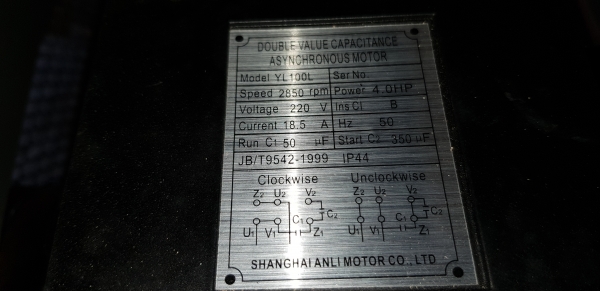 DOUBLE VALUE CAPACITANCE
ASYNCHRONOUS MOTOR
Model YL100L Ser No.
Speed 2850 rpm Power 4.0HP
Voltage 220 V Ins Cl B
Current 18.5 A Hz 50
Run C1 50 μF Start C2 350 uF
JB/T9542-1999 IP44
Clockwise Unclockwise
Z2 U2 V2 Z2 U2 V2
C1 C2 C1 C2
U1 V1 Z1 U1 V1 Z1
SHANGHAI ANLI MOTOR CO., LTD